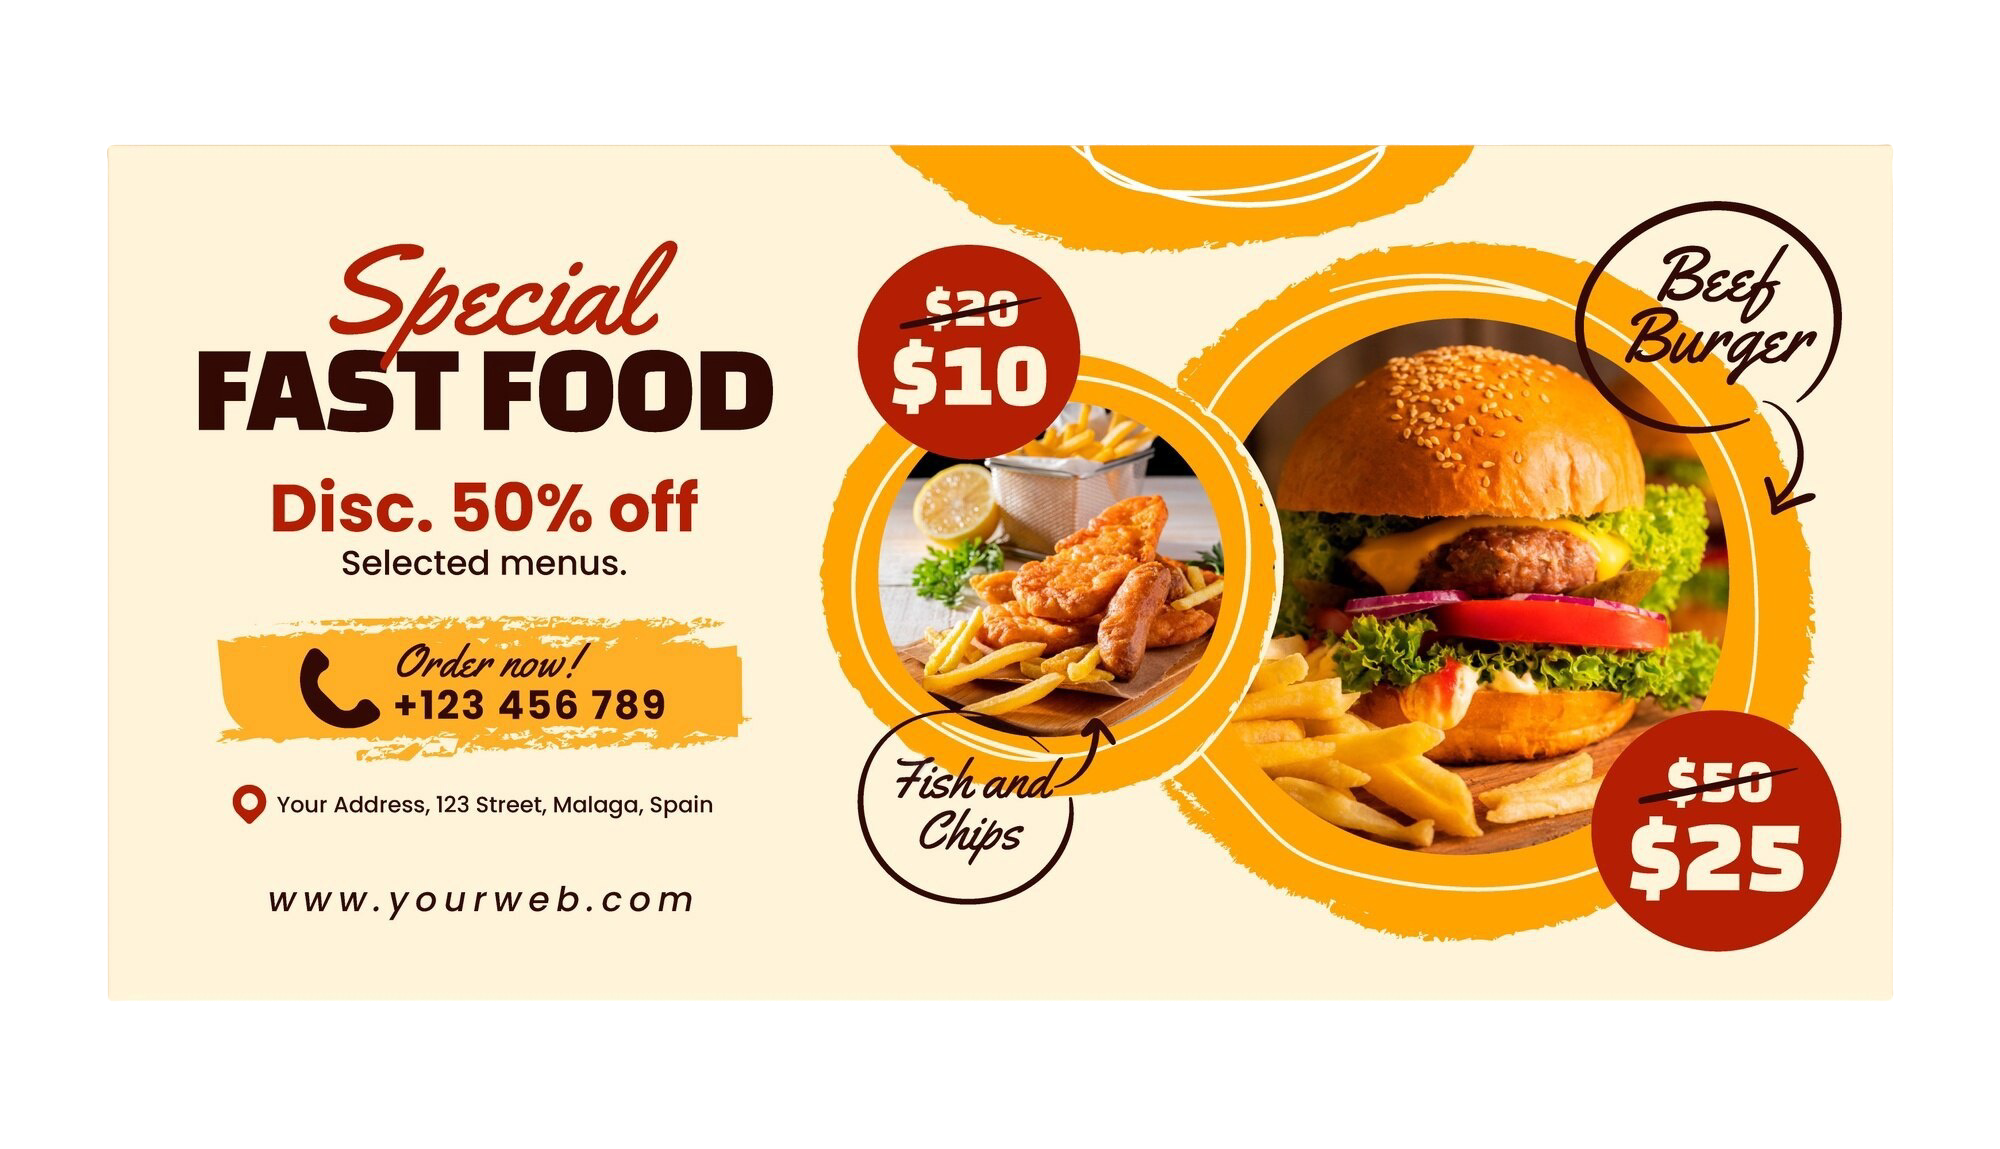 Special
FAST FOOD
Disc. 50% off
Selected menus.
Order now!
+123 456 789
Your Address, 123 Street, Malaga, Spain
www.yourweb.com
$20
$10
Fish and
Chips
Beef
Burger
$50
$25